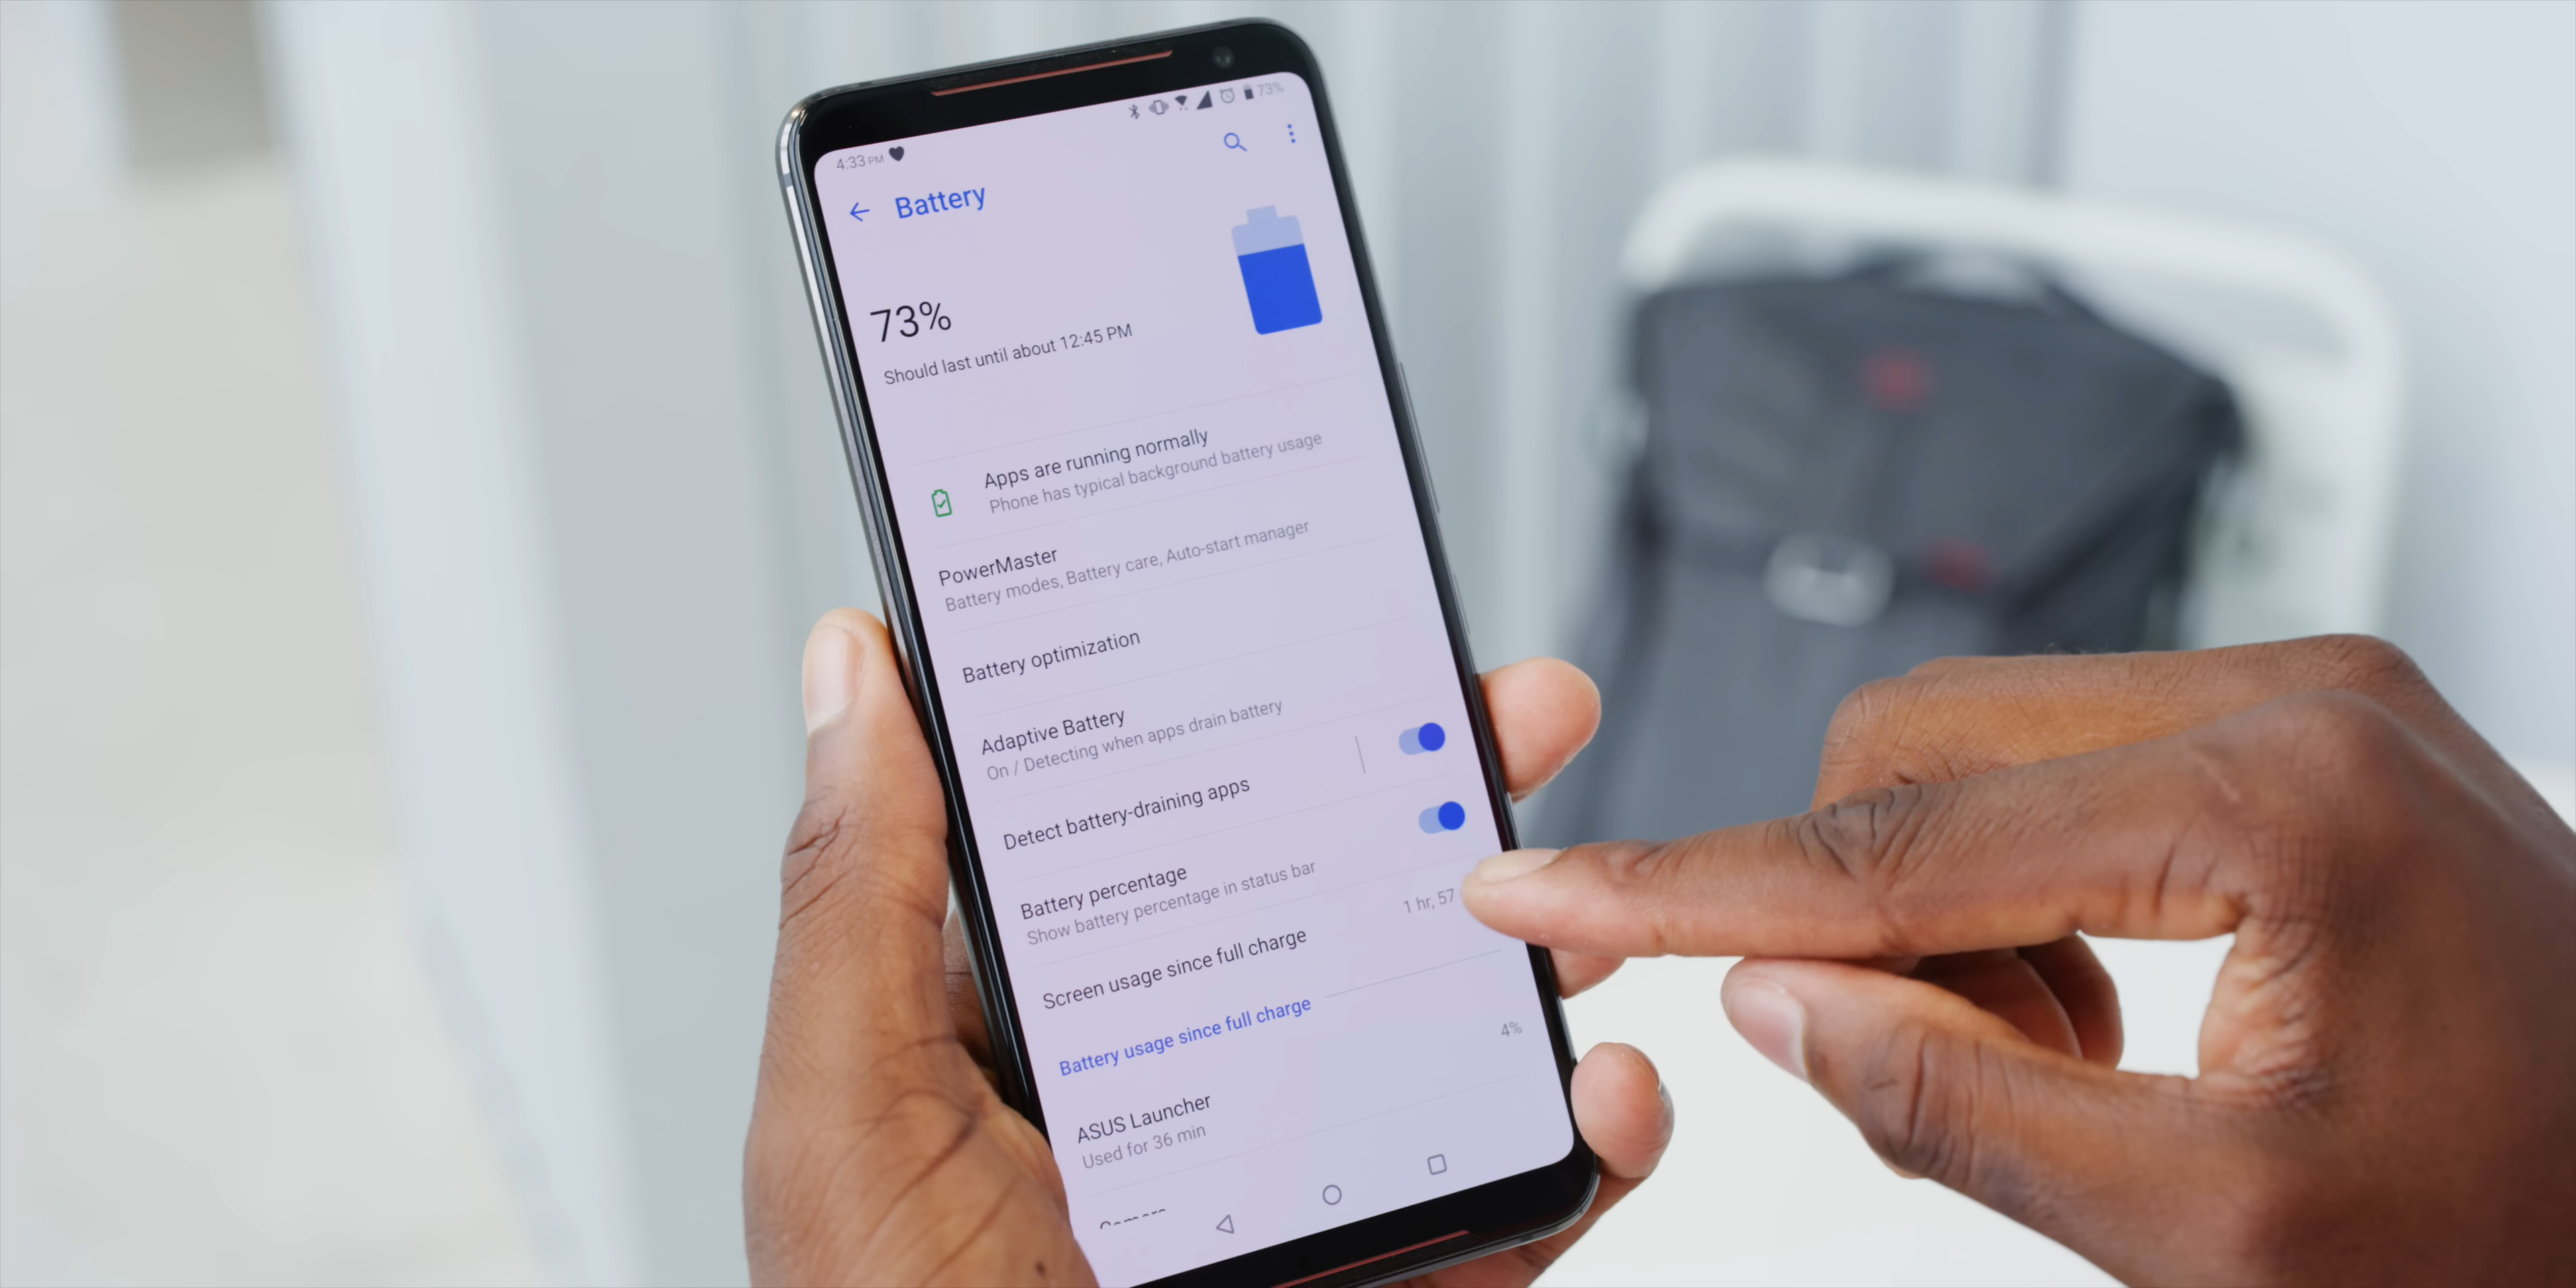 4:33 PM
73%
Battery
73%
Should last until about 12:45 PM
Apps are running normally
Phone has typical background battery usage
PowerMaster
Battery modes, Battery care, Auto-start manager
Battery optimization
Adaptive Battery
On / Detecting when apps drain battery
Detect battery-draining apps
Battery percentage
Show battery percentage in status bar
Screen usage since full charge
1 hr, 57
Battery usage since full charge
ASUS Launcher
4%
Used for 36 min